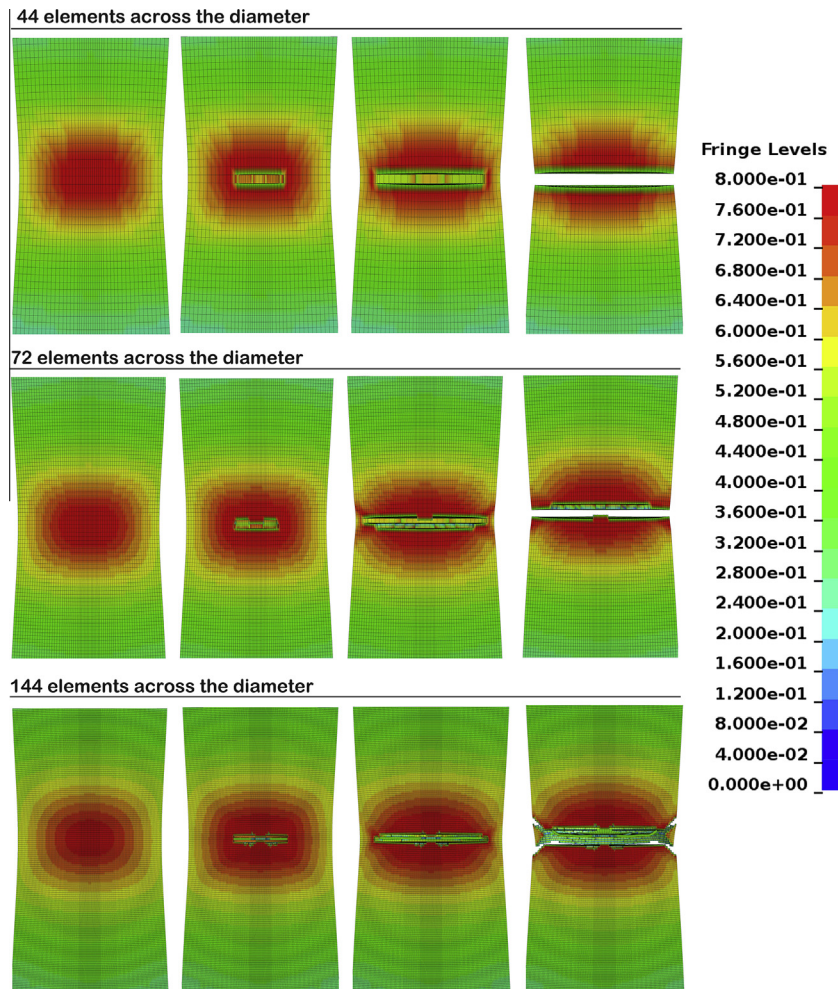 44 elements across the diameter
Fringe Levels
8.000e-01
7.600e-01
7.200e-01
6.800e-01
6.400e-01
6.000e-01
5.600e-01
5.200e-01
4.800e-01
4.400e-01
4.000e-01
3.600e-01
3.200e-01
2.800e-01
2.400e-01
2.000e-01
1.600e-01
1.200e-01
8.000e-02
4.000e-02
0.000e+00
72 elements across the diameter
144 elements across the diameter